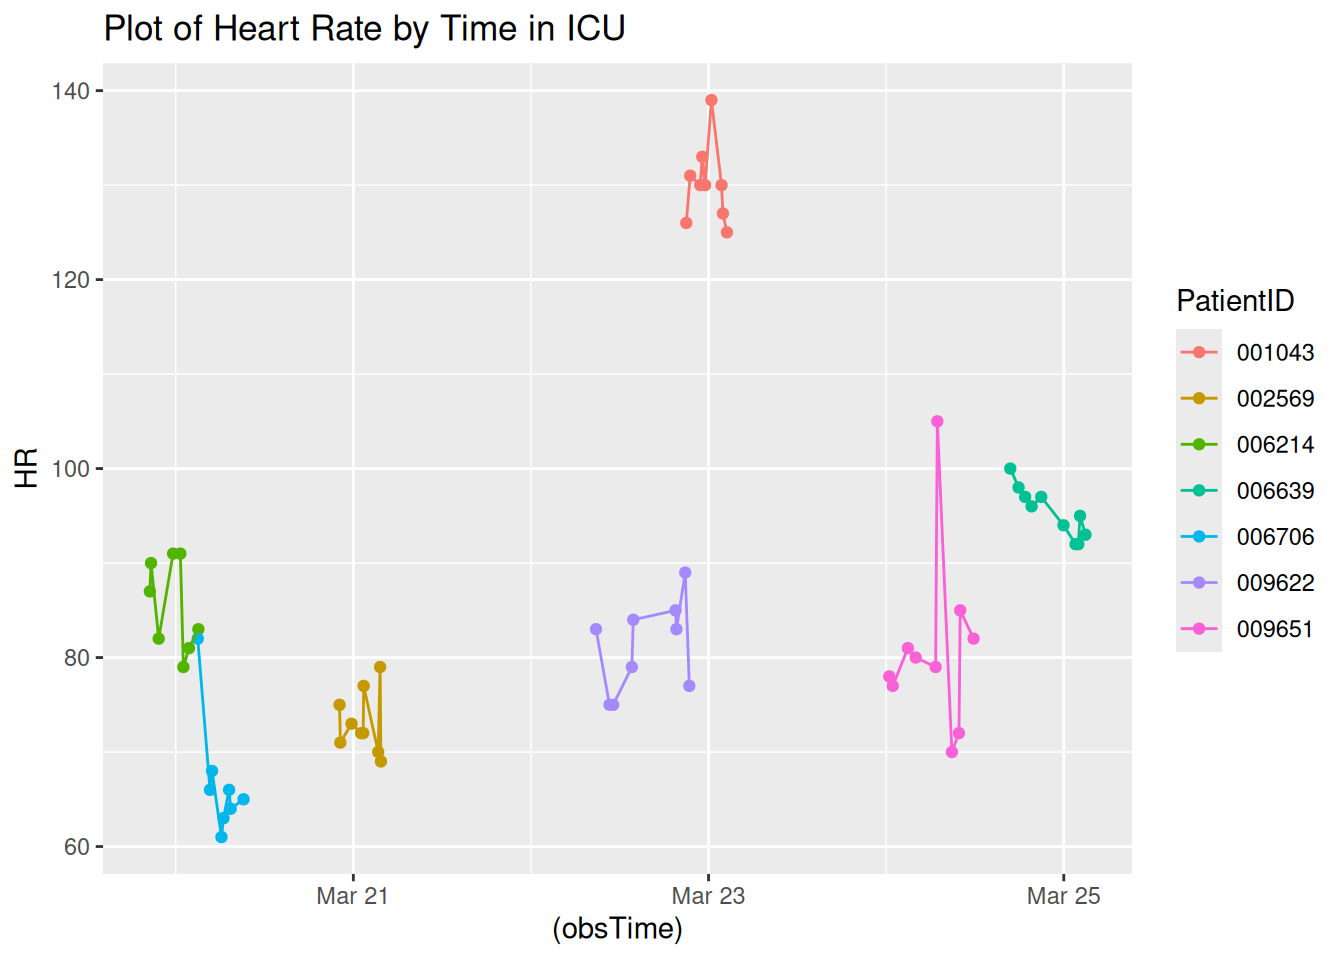 Plot of Heart Rate by Time in ICU
140
120
100
80
60
HR
Mar 21
Mar 23
Mar 25
(obsTime)
PatientID
001043
002569
006214
006639
006706
009622
009651